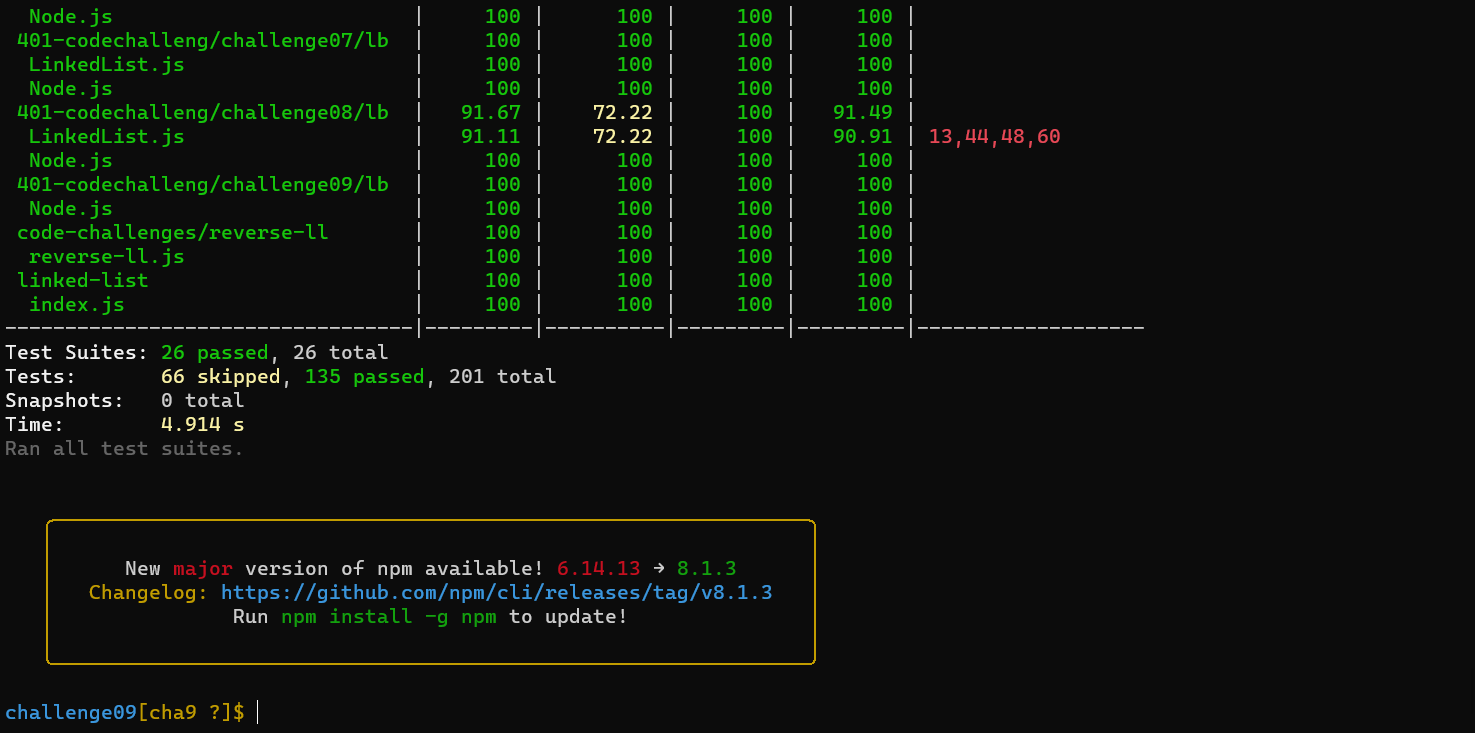 Node.js                        |     100 |      100 |     100 |     100 |
 401-codechalleng/challenge07/lb |     100 |      100 |     100 |     100 |
  LinkedList.js                  |     100 |      100 |     100 |     100 |
  Node.js                        |     100 |      100 |     100 |     100 |
 401-codechalleng/challenge08/lb |   91.67 |    72.22 |     100 |   91.49 |
  LinkedList.js                  |   91.11 |    72.22 |     100 |   90.91 | 13,44,48,60
  Node.js                        |     100 |      100 |     100 |     100 |
 401-codechalleng/challenge09/lb |     100 |      100 |     100 |     100 |
  Node.js                        |     100 |      100 |     100 |     100 |
 code-challenges/reverse-ll      |     100 |      100 |     100 |     100 |
  reverse-ll.js                  |     100 |      100 |     100 |     100 |
 linked-list                     |     100 |      100 |     100 |     100 |
  index.js                       |     100 |      100 |     100 |     100 |
----------------------------------|---------|----------|---------|---------|-------------------
Test Suites: 26 passed, 26 total
Tests:       66 skipped, 135 passed, 201 total
Snapshots:   0 total
Time:        4.914 s
Ran all test suites.
New major version of npm available! 6.14.13 → 8.1.3
Changelog: https://github.com/npm/cli/releases/tag/v8.1.3
Run npm install -g npm to update!
challenge09[cha9 ?]$